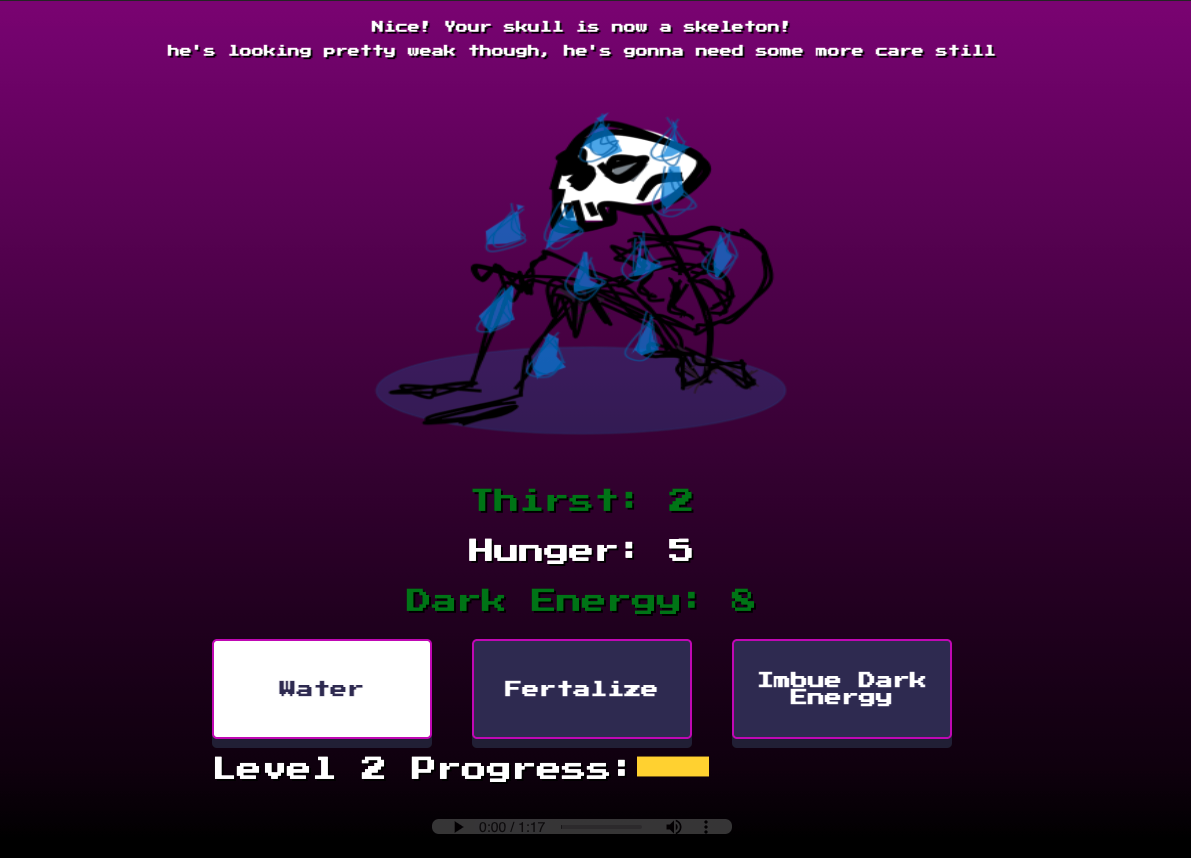 Nice! Your skull is now a skeleton!
he's looking pretty weak though, he's gonna need some more care still
Thirst: 2
Hunger: 5
Dark Energy: 8
Water
Fertalize
Imbue Dark
Energy
Level 2 Progress:
0:00 / 1:17